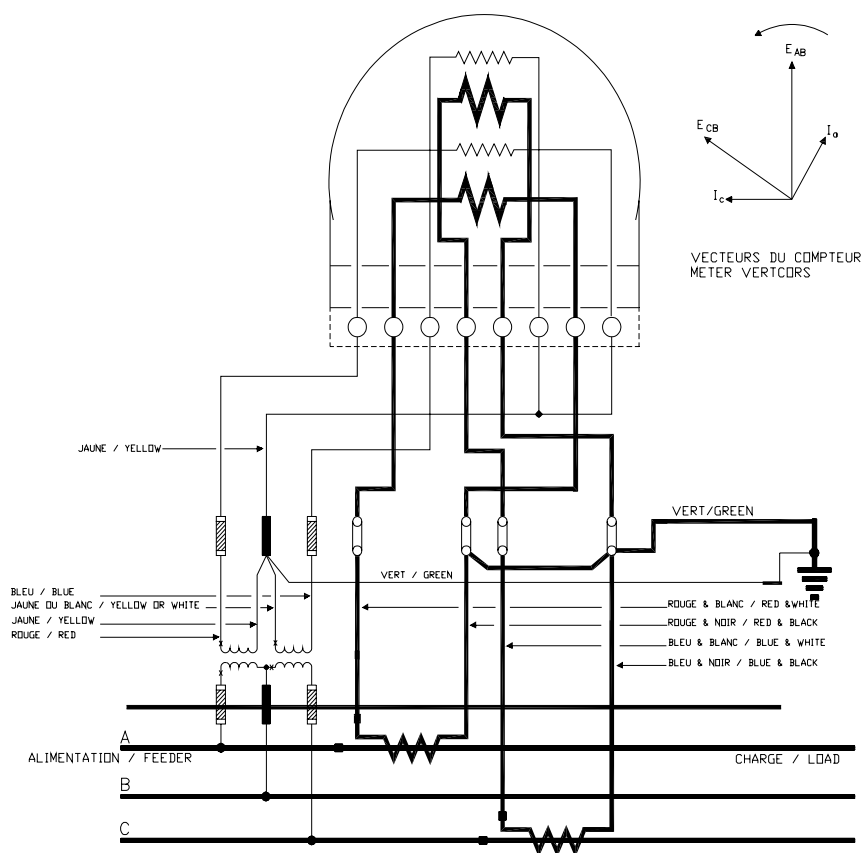 E AB
E CB
I a
I c
VECTEURS DU COMPTEUR
METER VERTCORS
JAUNE / YELLOW
VERT/GREEN
VERT / GREEN
BLEU / BLUE
JAUNE OU BLANC / YELLOW OR WHITE
JAUNE / YELLOW
ROUGE / RED
ROUGE & BLANC / RED &WHITE
ROUGE & NOIR / RED & BLACK
BLEU & BLANC / BLUE & WHITE
BLEU & NOIR / BLUE & BLACK
A
ALIMENTATION / FEEDER
CHARGE / LOAD
B
C